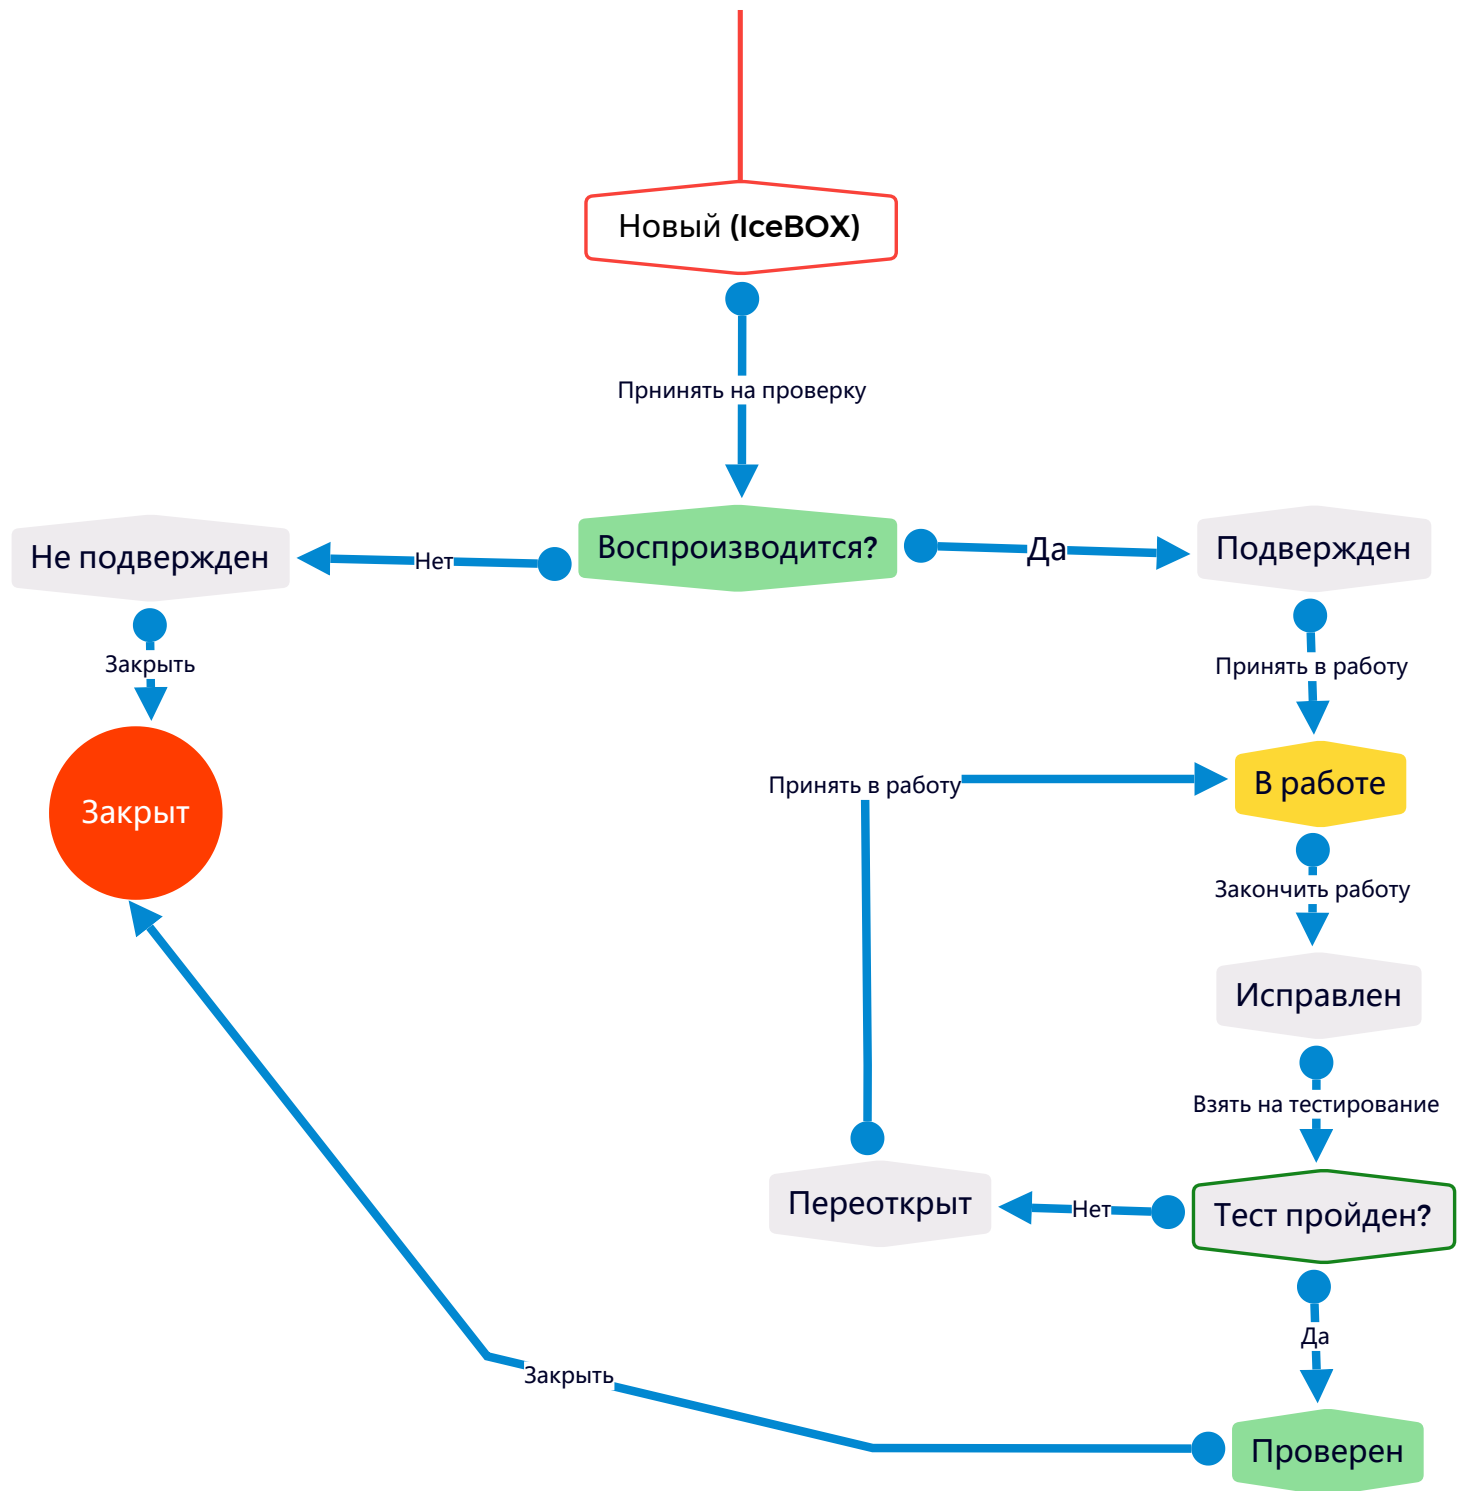 Новый (IceBOX)
Прнинять на проверку
Воспроизводится?
Нет
Да
Не подвержден
Подвержден
Закрыть
Принять в работу
Закрыт
Принять в работу
В работе
Закончить работу
Исправлен
Взять на тестирование
Переоткрыт
Нет
Тест пройден?
Да
Закрыть
Проверен